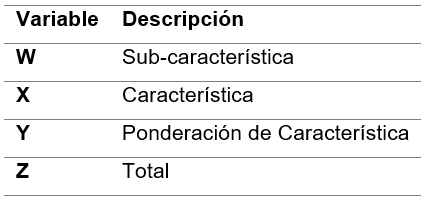 Variable Descripción
W Sub-característica
X Característica
Y Ponderación de Característica
Z Total